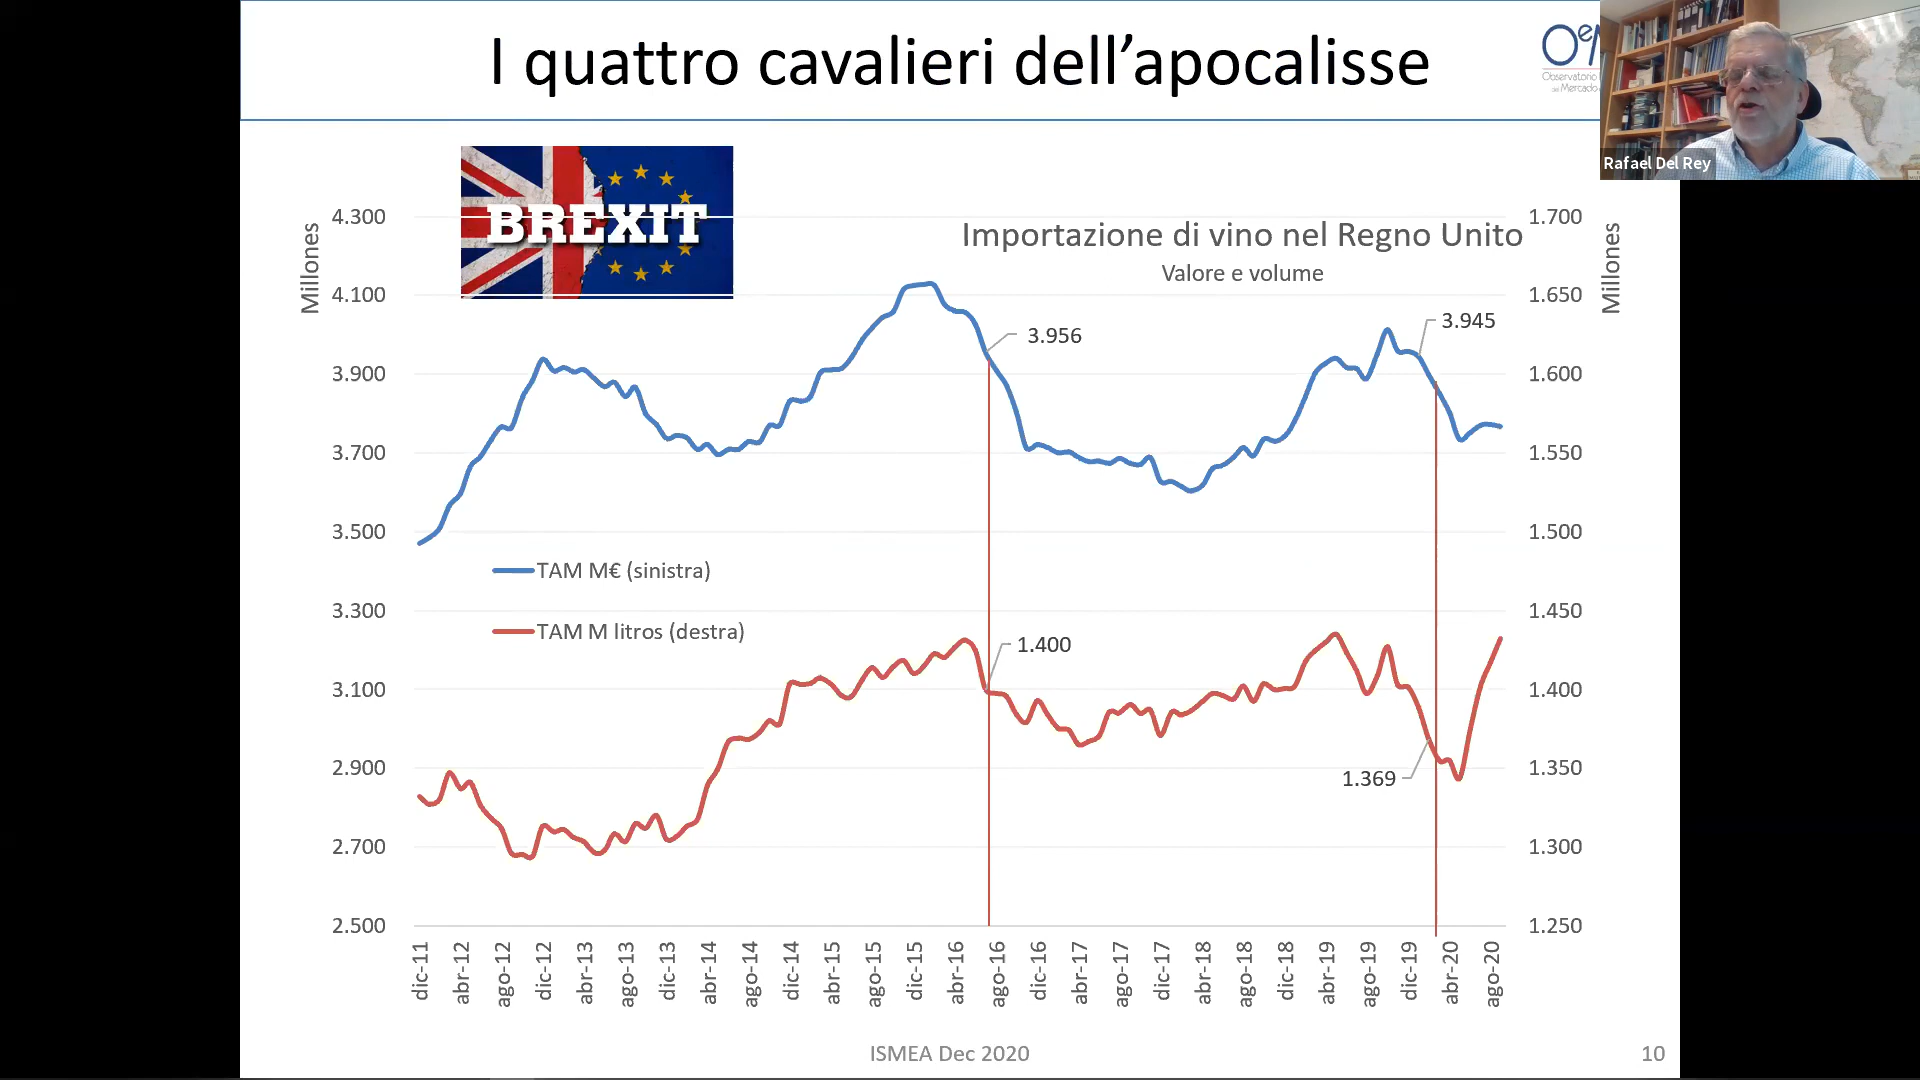 I quattro cavalieri dell’apocalisse
Observatorio
del Mercado
Rafael Del Rey
BREXIT
Importazione di vino nel Regno Unito
Valore e volume
Millones
4.300
4.100
3.900
3.700
3.500
3.300
3.100
2.900
2.700
2.500
Millones
1.700
1.650
1.600
1.550
1.500
1.450
1.400
1.350
1.300
1.250
3.956
3.945
TAM M€ (sinistra)
TAM M litros (destra)
1.400
1.369
dic-11
abr-12
ago-12
dic-12
abr-13
ago-13
dic-13
abr-14
ago-14
dic-14
abr-15
ago-15
dic-15
abr-16
ago-16
dic-16
abr-17
ago-17
dic-17
abr-18
ago-18
dic-18
abr-19
ago-19
dic-19
abr-20
ago-20
ISMEA Dec 2020
10